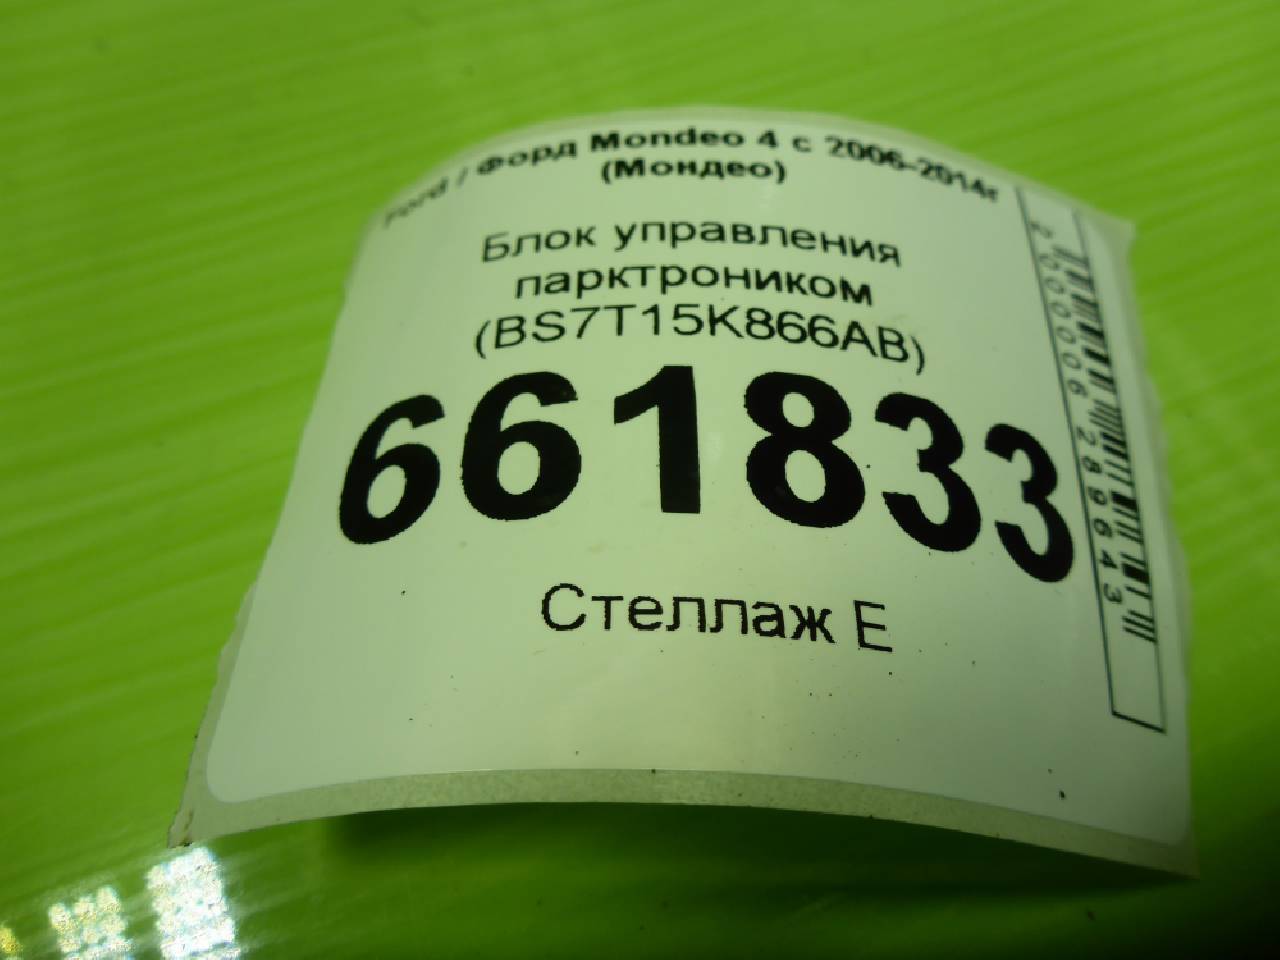 Ford / Форд Mondeo 4 с 2006-2014г
(Мондео)
Блок управления
парктроником
(BS7T15K866AB)
661833
Стеллаж Е
2000006289643